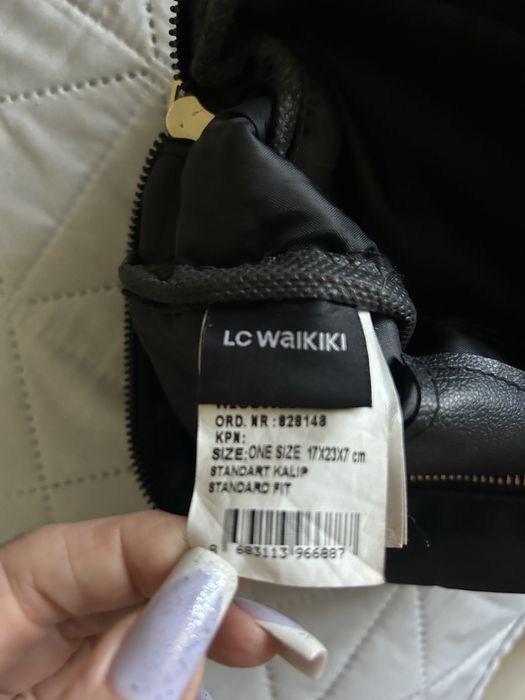 LC WAIKIKI
ORD. NR :828148
KPN:
SIZE:ONE SIZE 17X23X7 cm
STANDART KALIP
STANDARD FIT
8 683113 966887